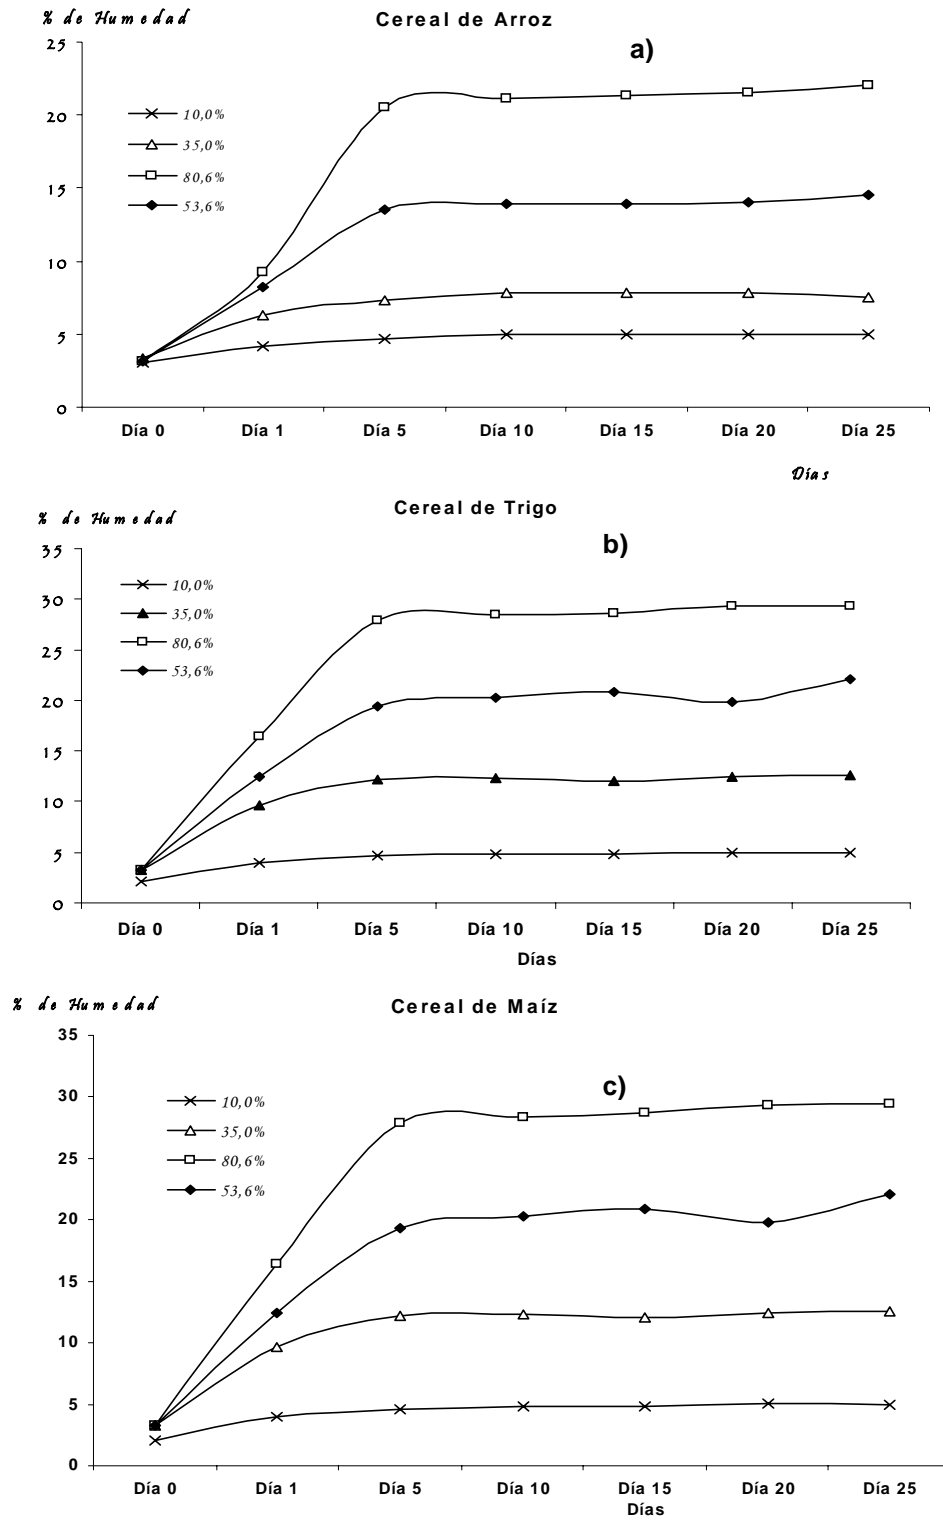 % de Humedad
Cereal de Arroz
a)
25
20
15
10
5
0
10,0%
35,0%
80,6%
53,6%
Día 0 Día 1 Día 5 Día 10 Día 15 Día 20 Día 25
Días
% de Humedad
Cereal de Trigo
b)
35
30
25
20
15
10
5
0
10,0%
35,0%
80,6%
53,6%
Día 0 Día 1 Día 5 Día 10 Día 15 Día 20 Día 25
Días
% de Humedad
Cereal de Maíz
c)
35
30
25
20
15
10
5
0
10,0%
35,0%
80,6%
53,6%
Día 0 Día 1 Día 5 Día 10 Día 15 Día 20 Día 25
Días